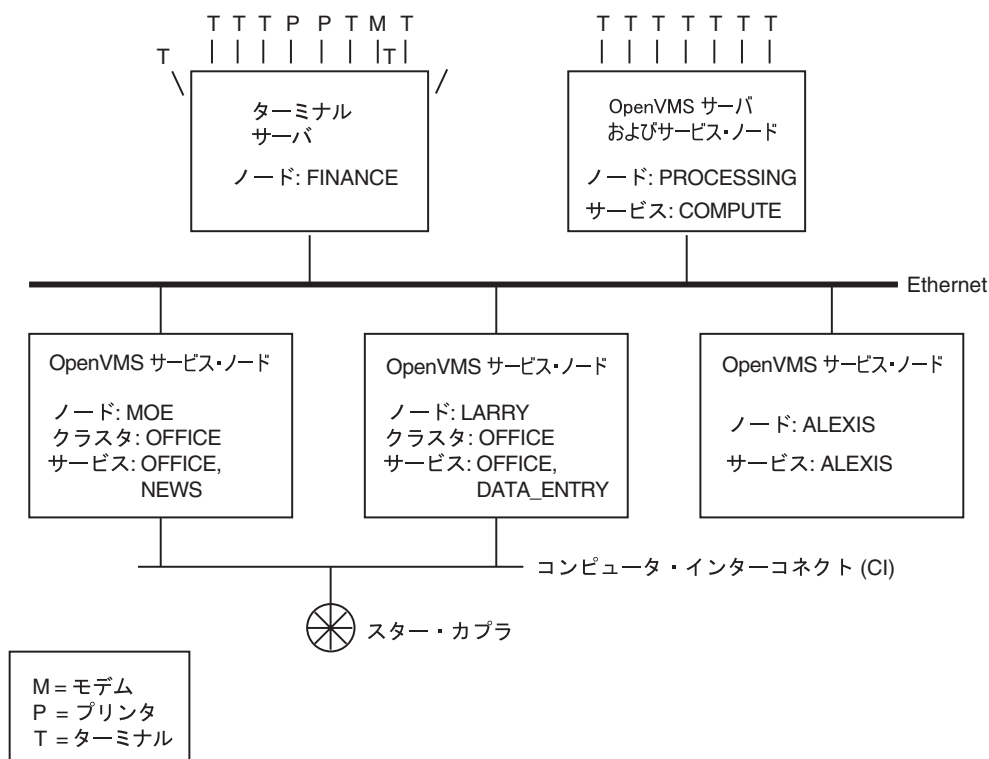 T T T P P T M T
T
T
T T T T T T T
ターミナル
サーバ
ノード: FINANCE
OpenVMS サーバ
およびサービス・ノード
ノード: PROCESSING
サービス: COMPUTE
Ethernet
OpenVMS サービス・ノード
ノード: MOE
クラスタ: OFFICE
サービス: OFFICE,
NEWS
OpenVMS サービス・ノード
ノード: LARRY
クラスタ: OFFICE
サービス: OFFICE,
DATA_ENTRY
OpenVMS サービス・ノード
ノード: ALEXIS
サービス: ALEXIS
コンピュータ・インターコネクト (CI)
スター・カプラ
M = モデム
P = プリンタ
T = ターミナル